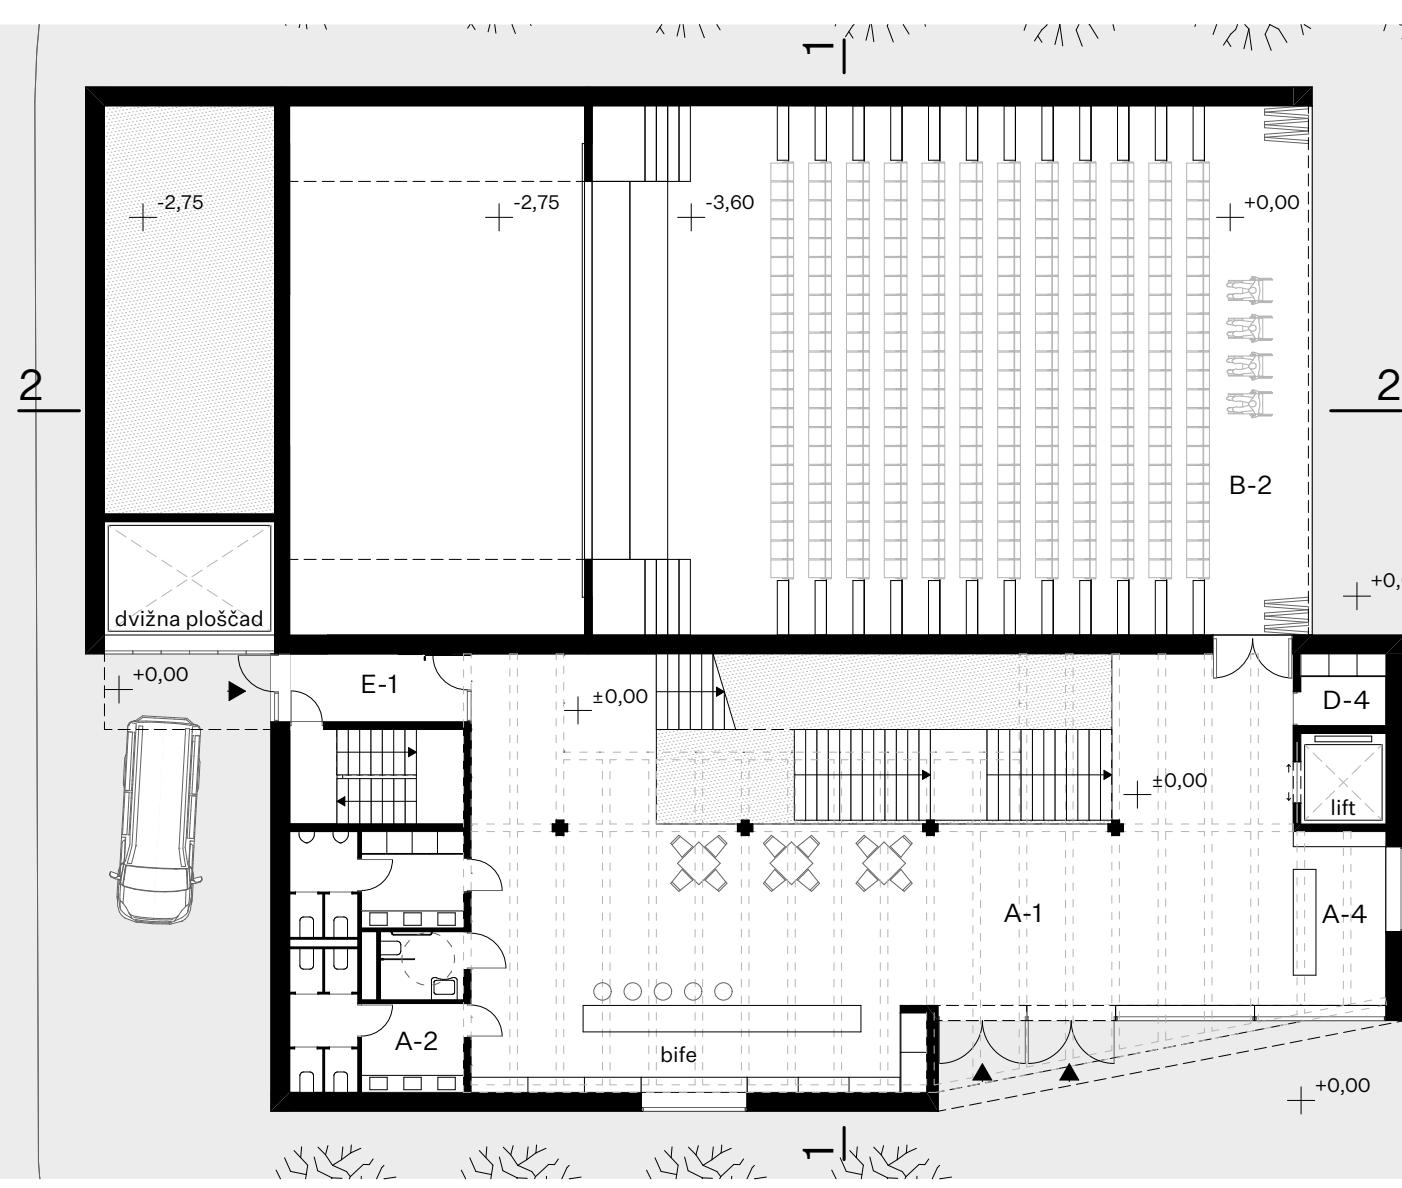 1
-2,75
-2,75
-3,60
+0,00
2
2
B-2
+0,
dvižna ploščad
+0,00
E-1
±0,00
D-4
±0,00
lift
A-1
A-4
A-2
bife
+0,00
1